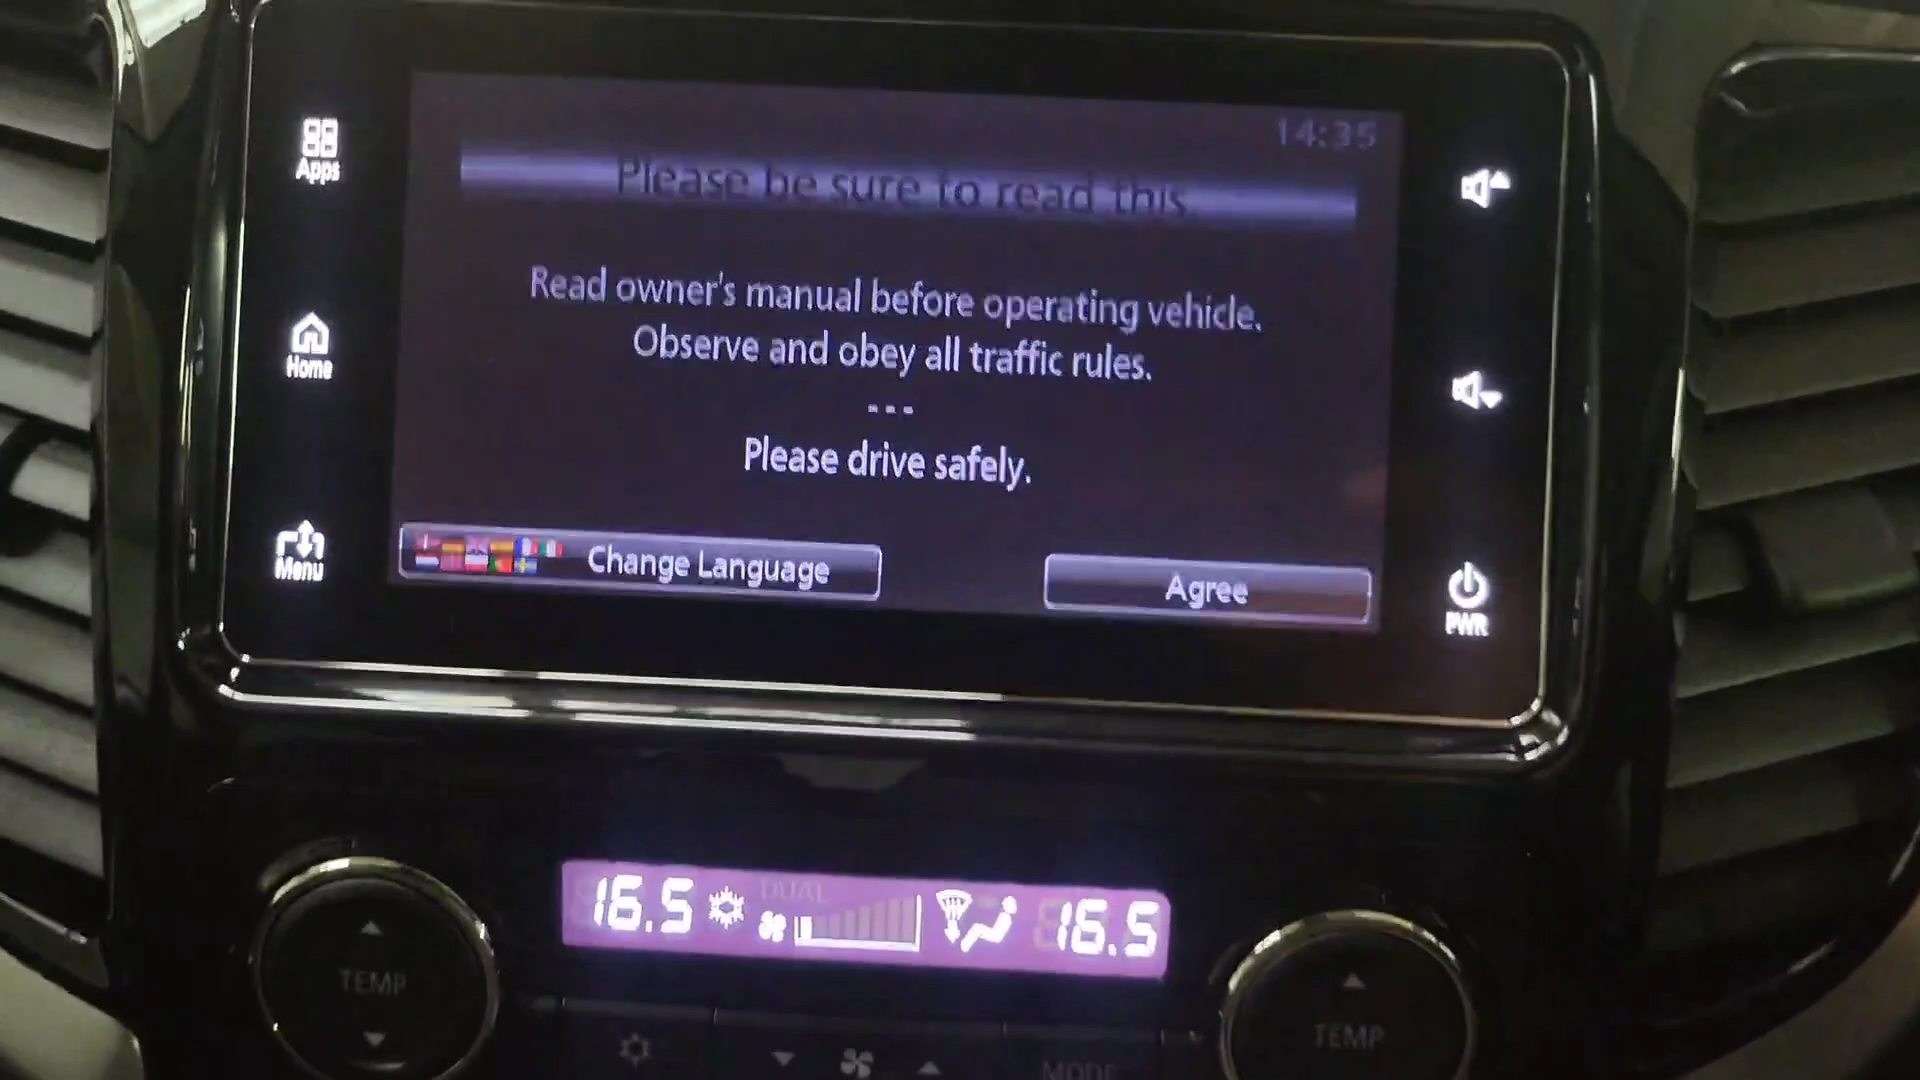 14:35
Please be sure to read this.
Apps
Read owner's manual before operating vehicle.
Observe and obey all traffic rules.
---
Home
Please drive safely.
Menu
Change Language
Agree
PWR
16.5 DUAL 16.5
TEMP
TEMP
MODE